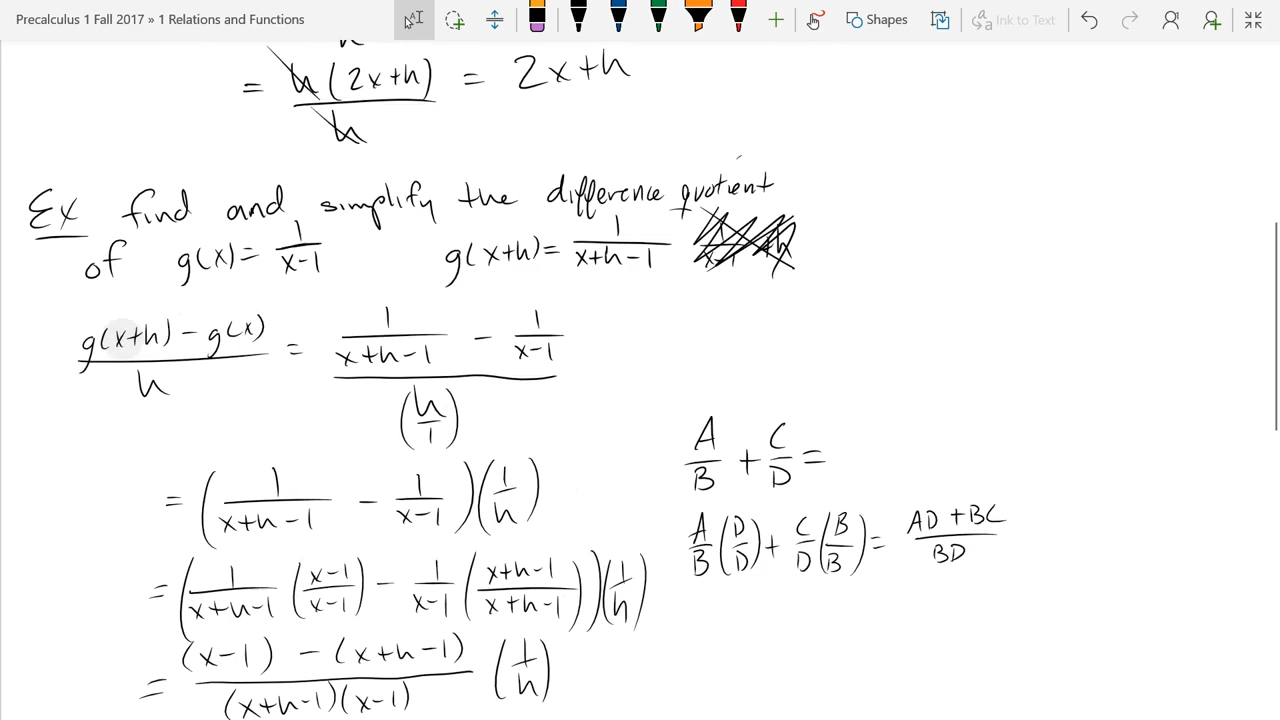 Precalculus 1 Fall 2017 » 1 Relations and Functions
Shapes
Ink to Text
h
= h(2x+h)/h = 2x+h
Ex find and simplify the difference quotient
of g(x)= 1/(x-1) g(x+h)= 1/(x+h-1)
(g(x+h) - g(x))/h = (1/(x+h-1) - 1/(x-1))/(h/1)
= (1/(x+h-1) - 1/(x-1))(1/h)
= (1/(x+h-1) ((x-1)/(x-1)) - 1/(x-1) ((x+h-1)/(x+h-1)))(1/h)
= ((x-1) - (x+h-1))/((x+h-1)(x-1)) (1/h)
A/B + C/D =
A/B (D/D) + C/D (B/B) = (AD + BC)/BD